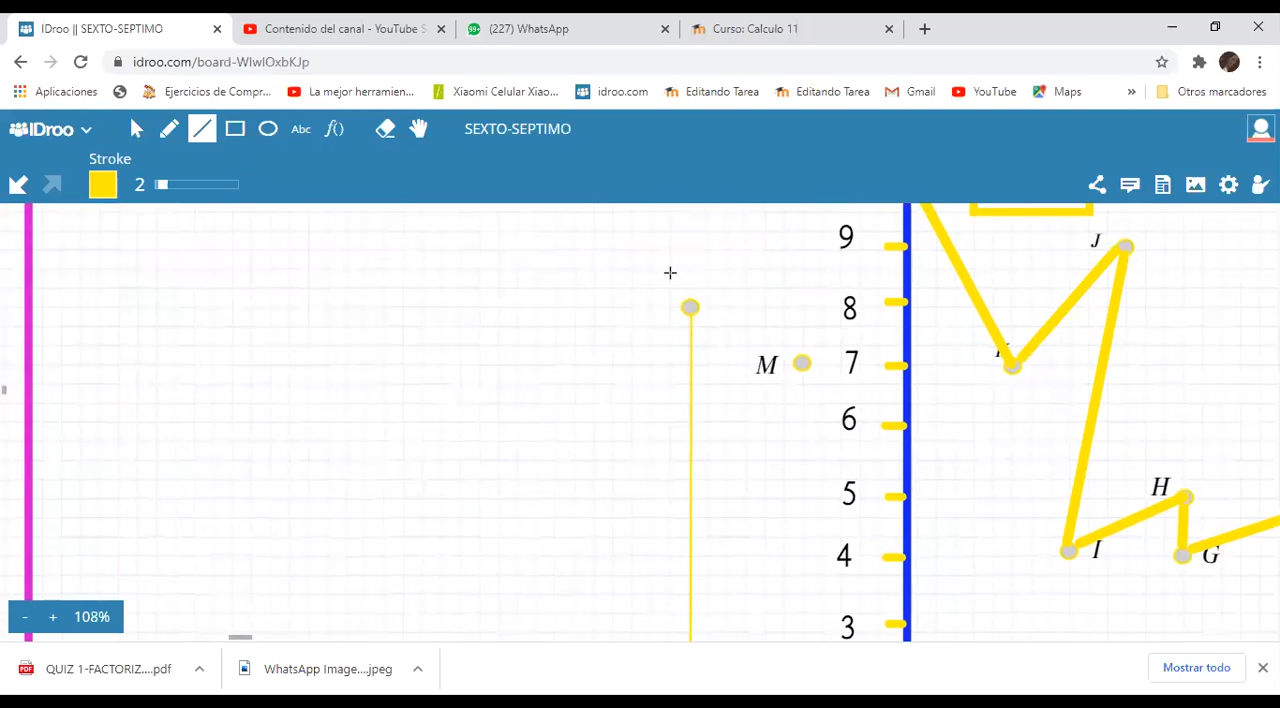 IDroo || SEXTO-SEPTIMO
Contenido del canal - YouTube S
99+
(227) WhatsApp
Curso: Calculo 11
idroo.com/board-WIwIOxbKJp
Aplicaciones
Ejercicios de Compr...
La mejor herramien...
Xiaomi Celular Xiao...
idroo.com
Editando Tarea
Editando Tarea
Gmail
YouTube
Maps
»
Otros marcadores
IDroo
Abc
f()
SEXTO-SEPTIMO
Stroke
2
9
J
8
M
7
6
5
H
4
I
G
3
- + 108%
PDF
QUIZ 1-FACTORIZ....pdf
WhatsApp Image....jpeg
Mostrar todo